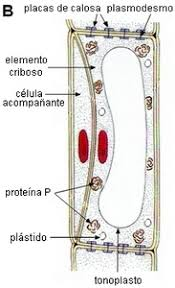 B
placas de calosa plasmodesmo
elemento
criboso
célula
acompañante
proteína P
plástido
tonoplasto